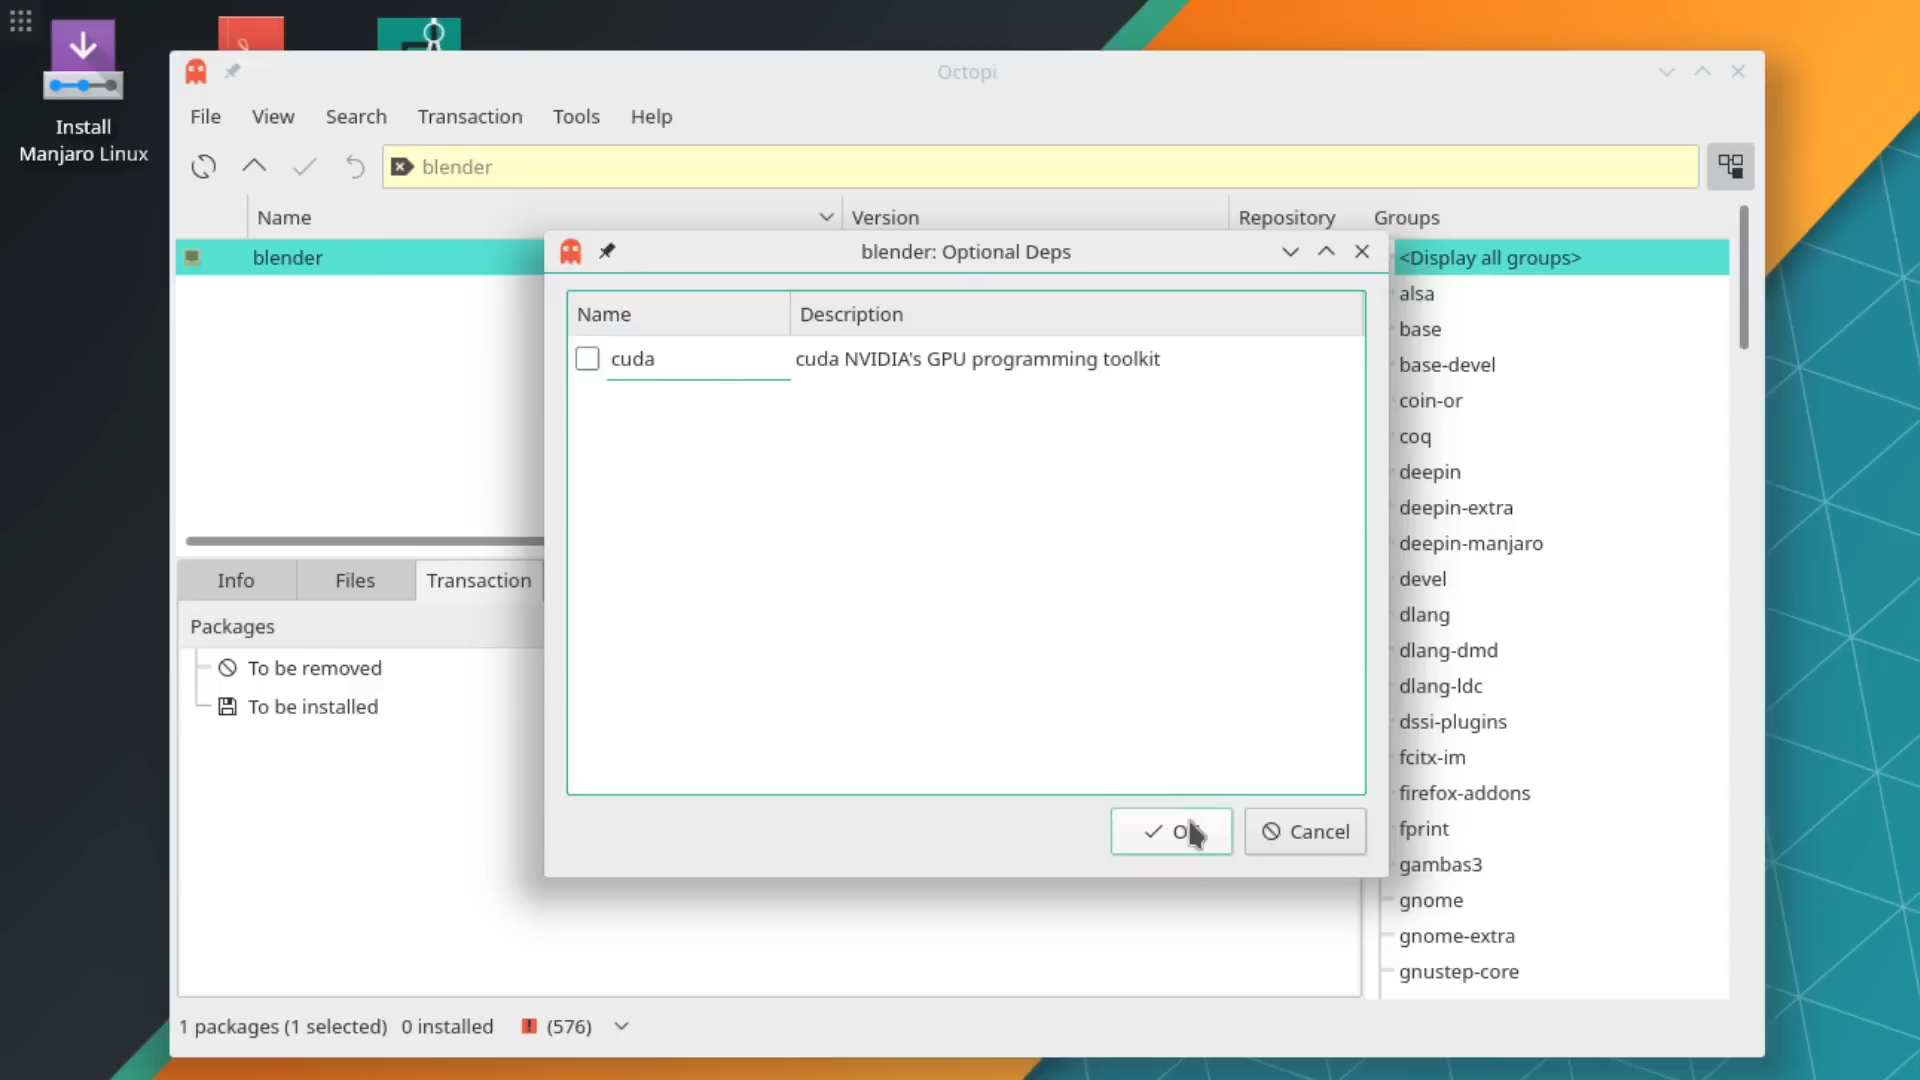 Install
Manjaro Linux
Octopi
File View Search Transaction Tools Help
blender
Name Version Repository Groups
blender
blender: Optional Deps
Name Description
cuda cuda NVIDIA's GPU programming toolkit
<Display all groups>
alsa
base
base-devel
coin-or
coq
deepin
deepin-extra
deepin-manjaro
devel
dlang
dlang-dmd
dlang-ldc
dssi-plugins
fcitx-im
firefox-addons
fprint
gambas3
gnome
gnome-extra
gnustep-core
Info Files Transaction
Packages
To be removed
To be installed
Cancel
1 packages (1 selected) 0 installed (576)